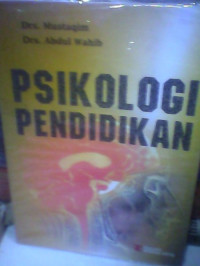 Drs. Mustaqim
Drs. Abdul Wahib
PSIKOLOGI
PENDIDIKAN